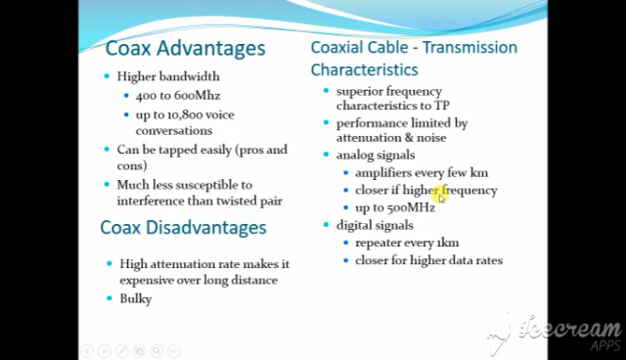 Coax Advantages
Higher bandwidth
400 to 600Mhz
up to 10,800 voice
conversations
Can be tapped easily (pros and
cons)
Much less susceptible to
interference than twisted pair
Coax Disadvantages
High attenuation rate makes it
expensive over long distance
Bulky
Coaxial Cable - Transmission
Characteristics
superior frequency
characteristics to TP
performance limited by
attenuation & noise
analog signals
amplifiers every few km
closer if higher frequency
up to 500MHz
digital signals
repeater every 1km
closer for higher data rates
Icecream
APPS